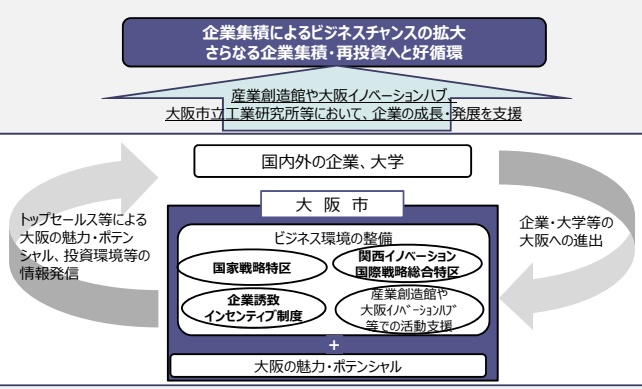 企業集積によるビジネスチャンスの拡大
さらなる企業集積・再投資へと好循環
産業創造館や大阪イノベーションハブ、
大阪市立工業研究所等において、企業の成長・発展を支援
国内外の企業、大学
大 阪 市
トップセールス等による
大阪の魅力・ポテン
シャル、投資環境等の
情報発信
企業・大学等の
大阪への進出
ビジネス環境の整備
国家戦略特区
関西イノベーション
国際戦略総合特区
企業誘致
インセンティブ制度
産業創造館や
大阪イノベーションハブ
等での活動支援
+
大阪の魅力・ポテンシャル